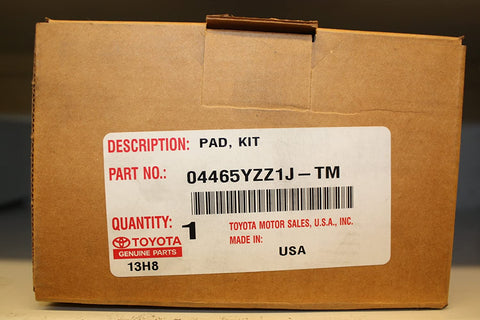 DESCRIPTION: PAD, KIT
PART NO.: 04465YZZ1J-TM
QUANTITY: 1
TOYOTA MOTOR SALES, U.S.A., INC.
TOYOTA
MADE IN:
GENUINE PARTS
USA
13H8